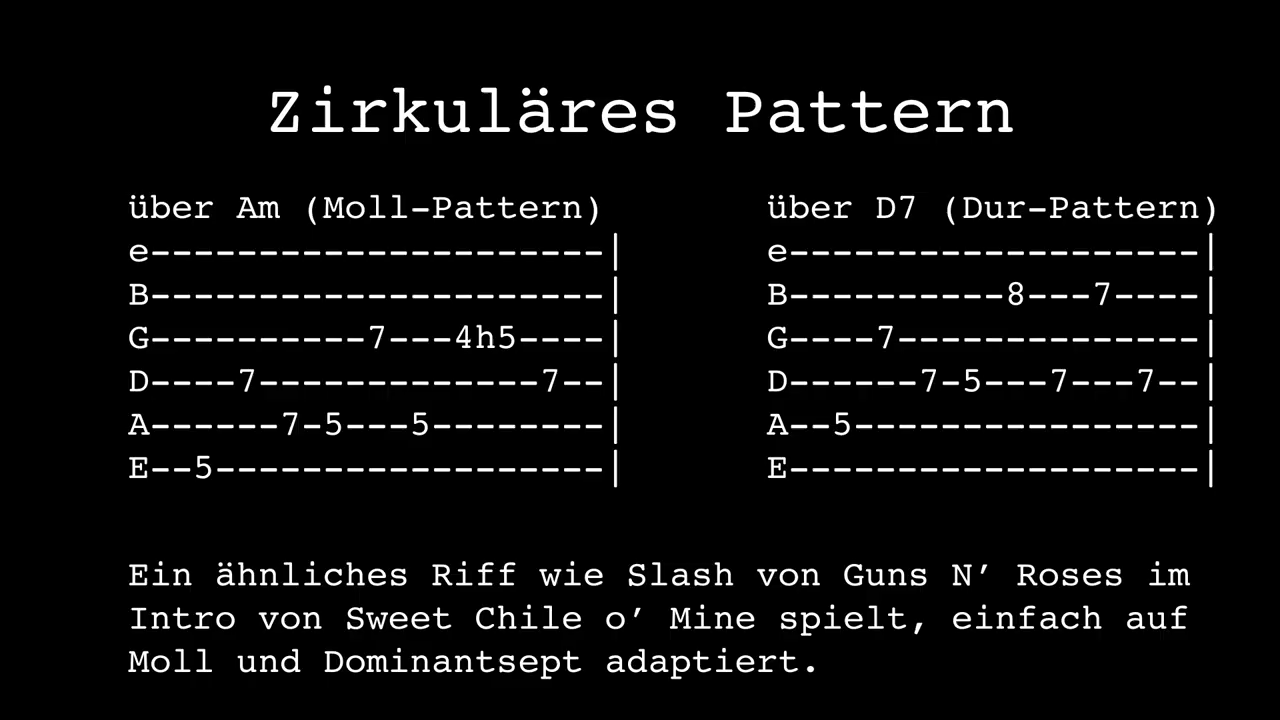 Zirkuläres Pattern
über Am (Moll-Pattern)
e---------------------|
B---------------------|
G----------7---4h5----|
D----7-------------7--|
A------7-5---5--------|
E--5------------------|
über D7 (Dur-Pattern)
e-------------------|
B----------8---7----|
G----7--------------|
D------7-5---7---7--|
A--5----------------|
E-------------------|
Ein ähnliches Riff wie Slash von Guns N’ Roses im
Intro von Sweet Chile o’ Mine spielt, einfach auf
Moll und Dominantsept adaptiert.